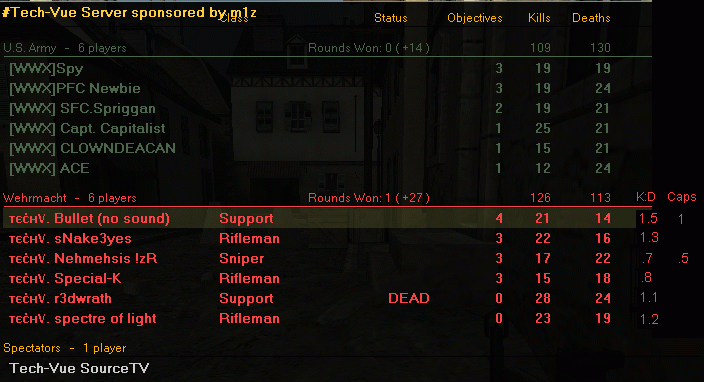 #Tech-Vue Server sponsored by m1z
Class Status Objectives Kills Deaths
U.S. Army - 6 players Rounds Won: 0 ( +14 ) 109 130
[WWX]Spy 3 19 19
[WWX]PFC Newbie 3 19 24
[WWX] SFC.Spriggan 2 19 21
[WWX] Capt. Capitalist 1 25 21
[WWX] CLOWNDEACAN 1 15 21
[WWX] ACE 1 12 24
Wehrmacht - 6 players Rounds Won: 1 ( +27 ) 126 113 K:D Caps
тєċнV. Bullet (no sound) Support 4 21 14 1.5 1
тєċнV. sNake3yes Rifleman 3 22 16 1.3
тєċнV. Nehmehsis !zR Sniper 3 17 22 .7 .5
тєċнV. Special-K Rifleman 3 15 18 .8
тєċнV. r3dwrath Support DEAD 0 28 24 1.1
тєċнV. spectre of light Rifleman 0 23 19 1.2
Spectators - 1 player
Tech-Vue SourceTV